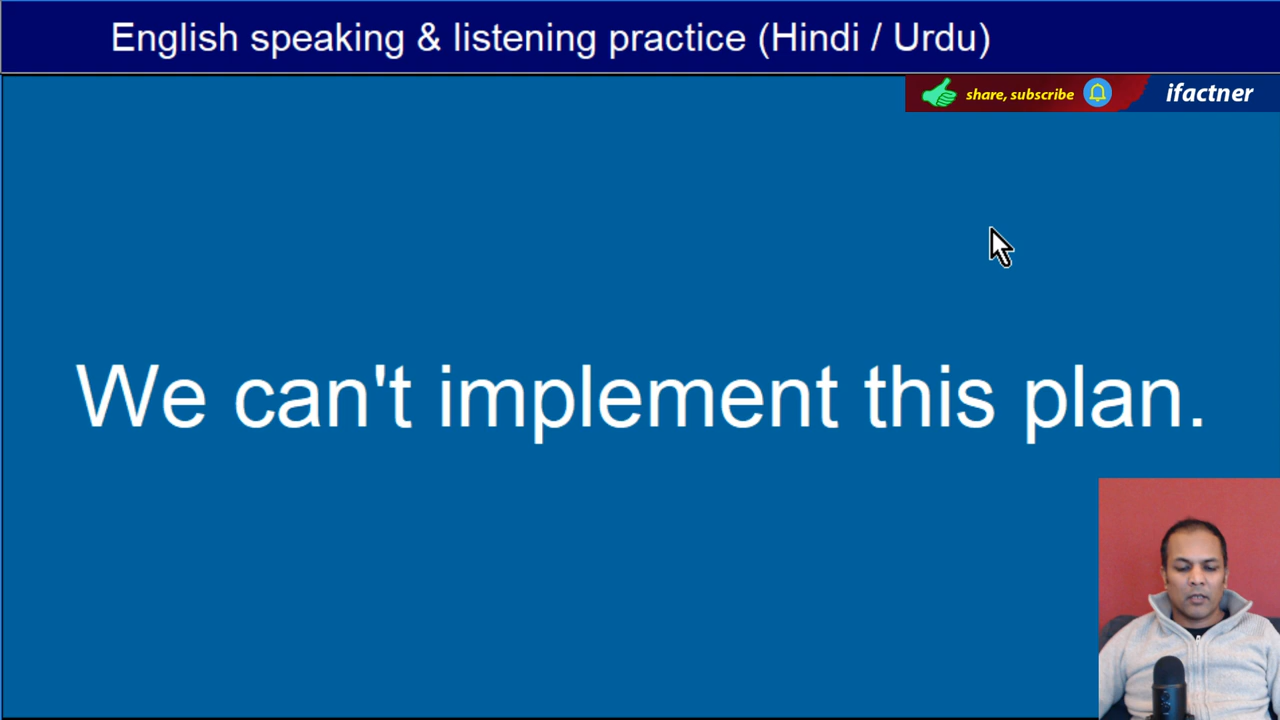 English speaking & listening practice (Hindi / Urdu)
share, subscribe
ifactner
We can't implement this plan.